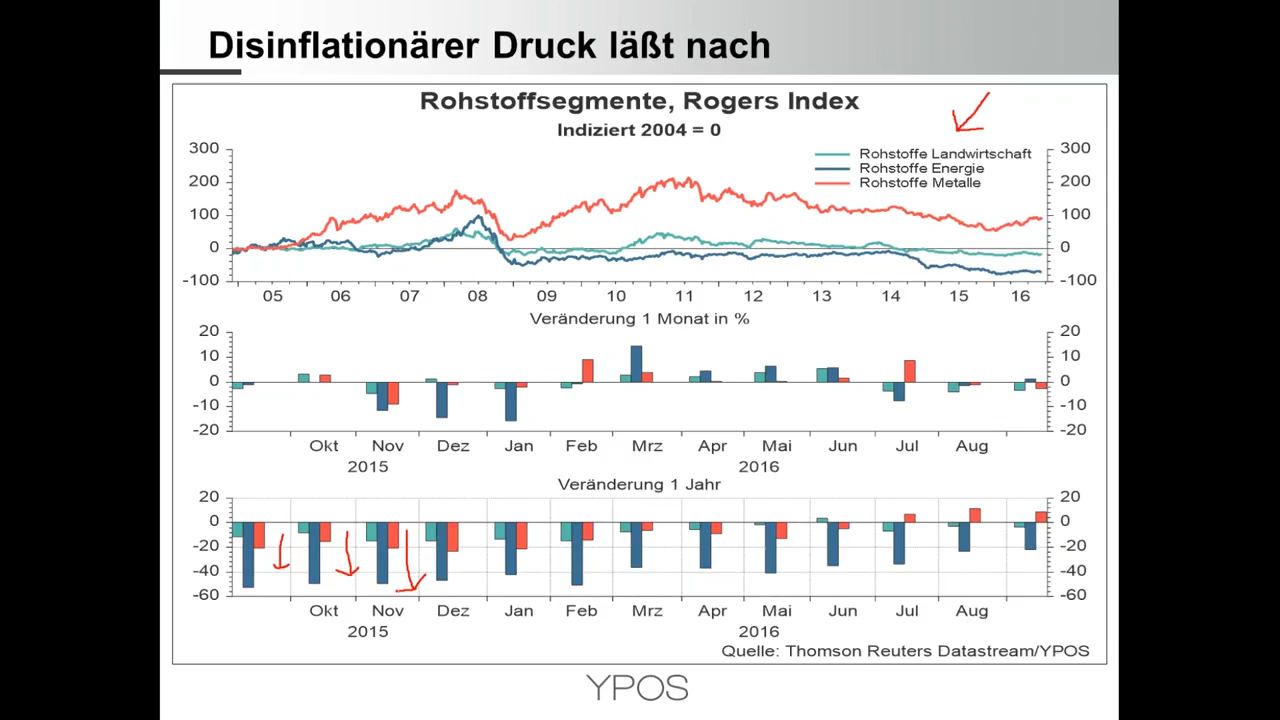 Disinflationärer Druck läßt nach
Rohstoffsegmente, Rogers Index
Indiziert 2004 = 0
Rohstoffe Landwirtschaft
Rohstoffe Energie
Rohstoffe Metalle
300 300
200 200
100 100
0 0
-100 -100
05 06 07 08 09 10 11 12 13 14 15 16
Veränderung 1 Monat in %
20 20
10 10
0 0
-10 -10
-20 -20
Okt Nov Dez Jan Feb Mrz Apr Mai Jun Jul Aug
2015 2016
Veränderung 1 Jahr
20 20
0 0
-20 -20
-40 -40
-60 -60
Okt Nov Dez Jan Feb Mrz Apr Mai Jun Jul Aug
2015 2016
Quelle: Thomson Reuters Datastream/YPOS
YPOS